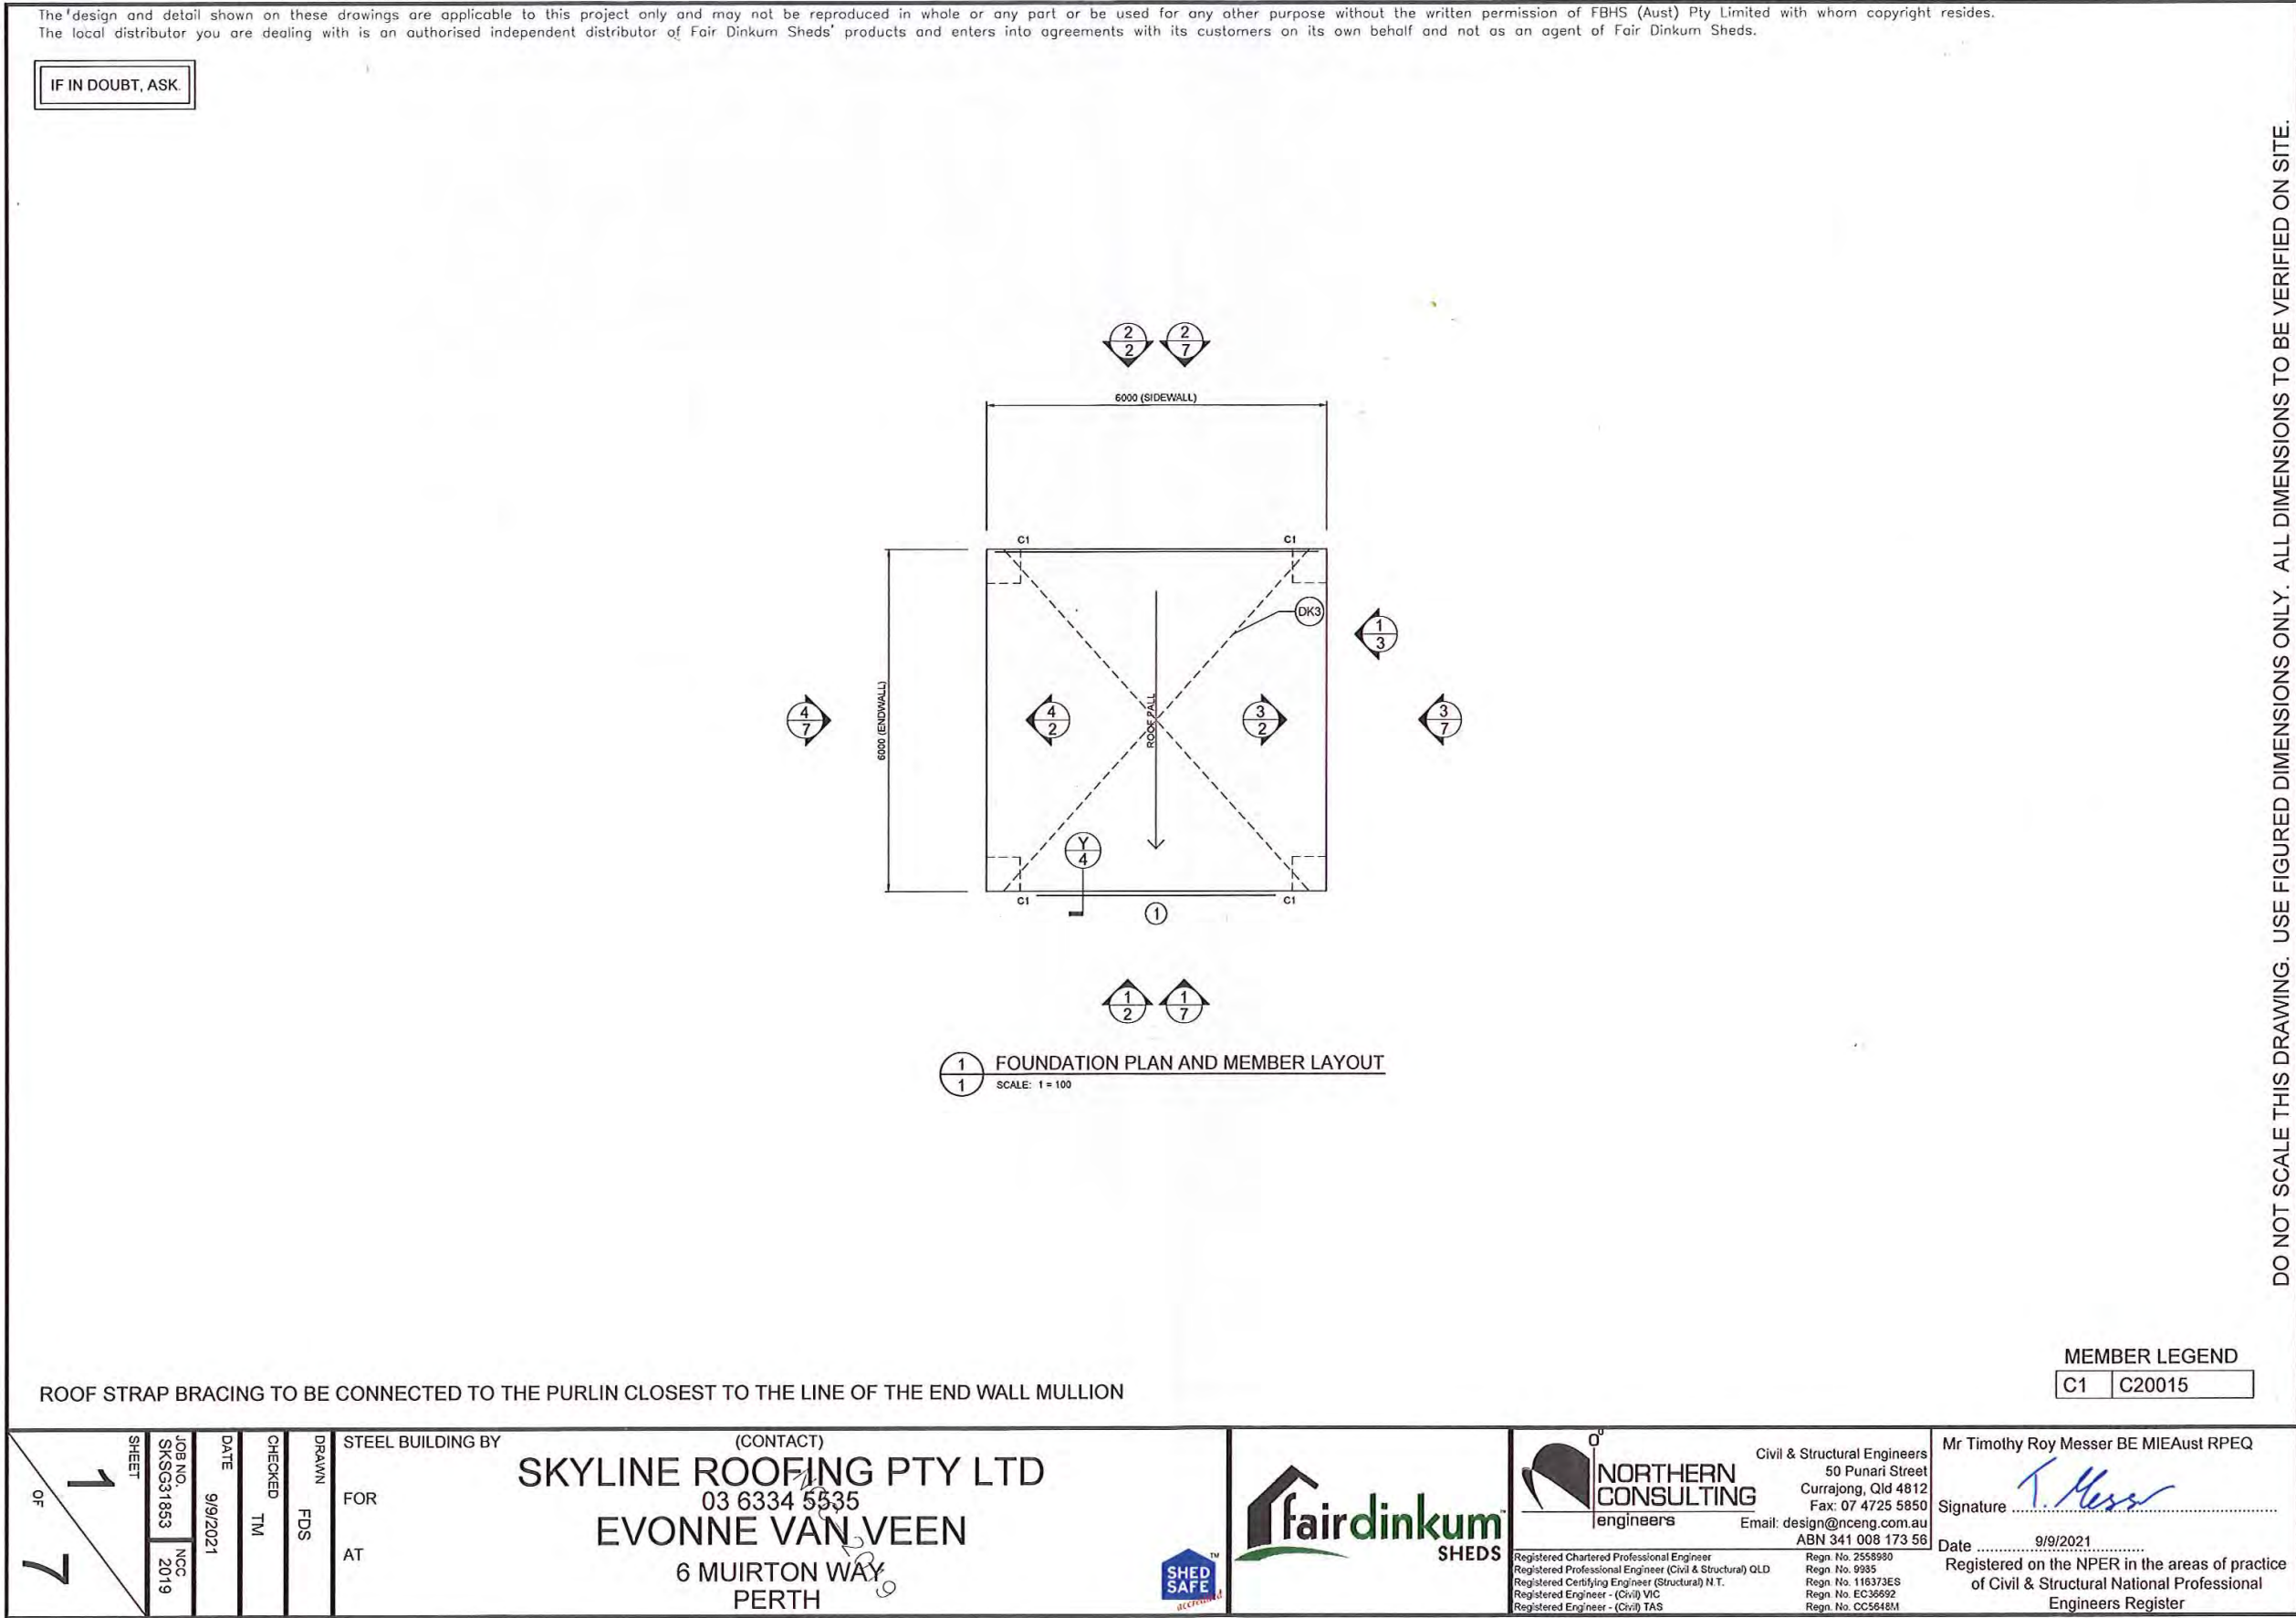 The design and detail shown on these drawings are applicable to this project only and may not be reproduced in whole or any part or be used for any other purpose without the written permission of FBHS (Aust) Pty Limited with whom copyright resides.
The local distributor you are dealing with is an authorised independent distributor of Fair Dinkum Sheds' products and enters into agreements with its customers on its own behalf and not as an agent of Fair Dinkum Sheds.
IF IN DOUBT, ASK.
DO NOT SCALE THIS DRAWING. USE FIGURED DIMENSIONS ONLY. ALL DIMENSIONS TO BE VERIFIED ON SITE.
2
2
2
7
6000 (SIDEWALL)
C1
C1
DK3
1
3
6000 (ENDWALL)
4
7
4
2
ROOF FALL
3
2
3
7
Y
4
C1
C1
1
1
2
1
7
1
1
FOUNDATION PLAN AND MEMBER LAYOUT
SCALE: 1 = 100
MEMBER LEGEND
C1 C20015
ROOF STRAP BRACING TO BE CONNECTED TO THE PURLIN CLOSEST TO THE LINE OF THE END WALL MULLION
SHEET
1
OF
7
JOB NO.
SKSG31853
NCC
2019
DATE
9/9/2021
CHECKED
TM
DRAWN
FDS
STEEL BUILDING BY
(CONTACT)
SKYLINE ROOFING PTY LTD
03 6334 5535
FOR
EVONNE VAN VEEN
AT
6 MUIRTON WAY
PERTH
SHED
SAFE
TM
accredited
fairdinkum
SHEDS
0°
NORTHERN
CONSULTING
engineers
Civil & Structural Engineers
50 Punari Street
Currajong, Qld 4812
Fax: 07 4725 5850
Email: design@nceng.com.au
ABN 341 008 173 56
Registered Chartered Professional Engineer Regn. No. 2558980
Registered Professional Engineer (Civil & Structural) QLD Regn. No. 9985
Registered Certifying Engineer (Structural) N.T. Regn. No. 116373ES
Registered Engineer - (Civil) VIC Regn. No. EC36692
Registered Engineer - (Civil) TAS Regn. No. CC5648M
Mr Timothy Roy Messer BE MIEAust RPEQ
Signature T. Messer
Date 9/9/2021
Registered on the NPER in the areas of practice
of Civil & Structural National Professional
Engineers Register